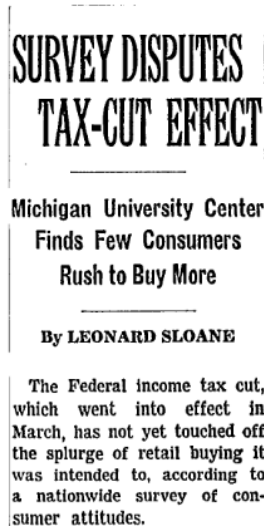 SURVEY DISPUTES
TAX-CUT EFFECT
Michigan University Center
Finds Few Consumers
Rush to Buy More
By LEONARD SLOANE
The Federal income tax cut,
which went into effect in
March, has not yet touched off
the splurge of retail buying it
was intended to, according to
a nationwide survey of con-
sumer attitudes.